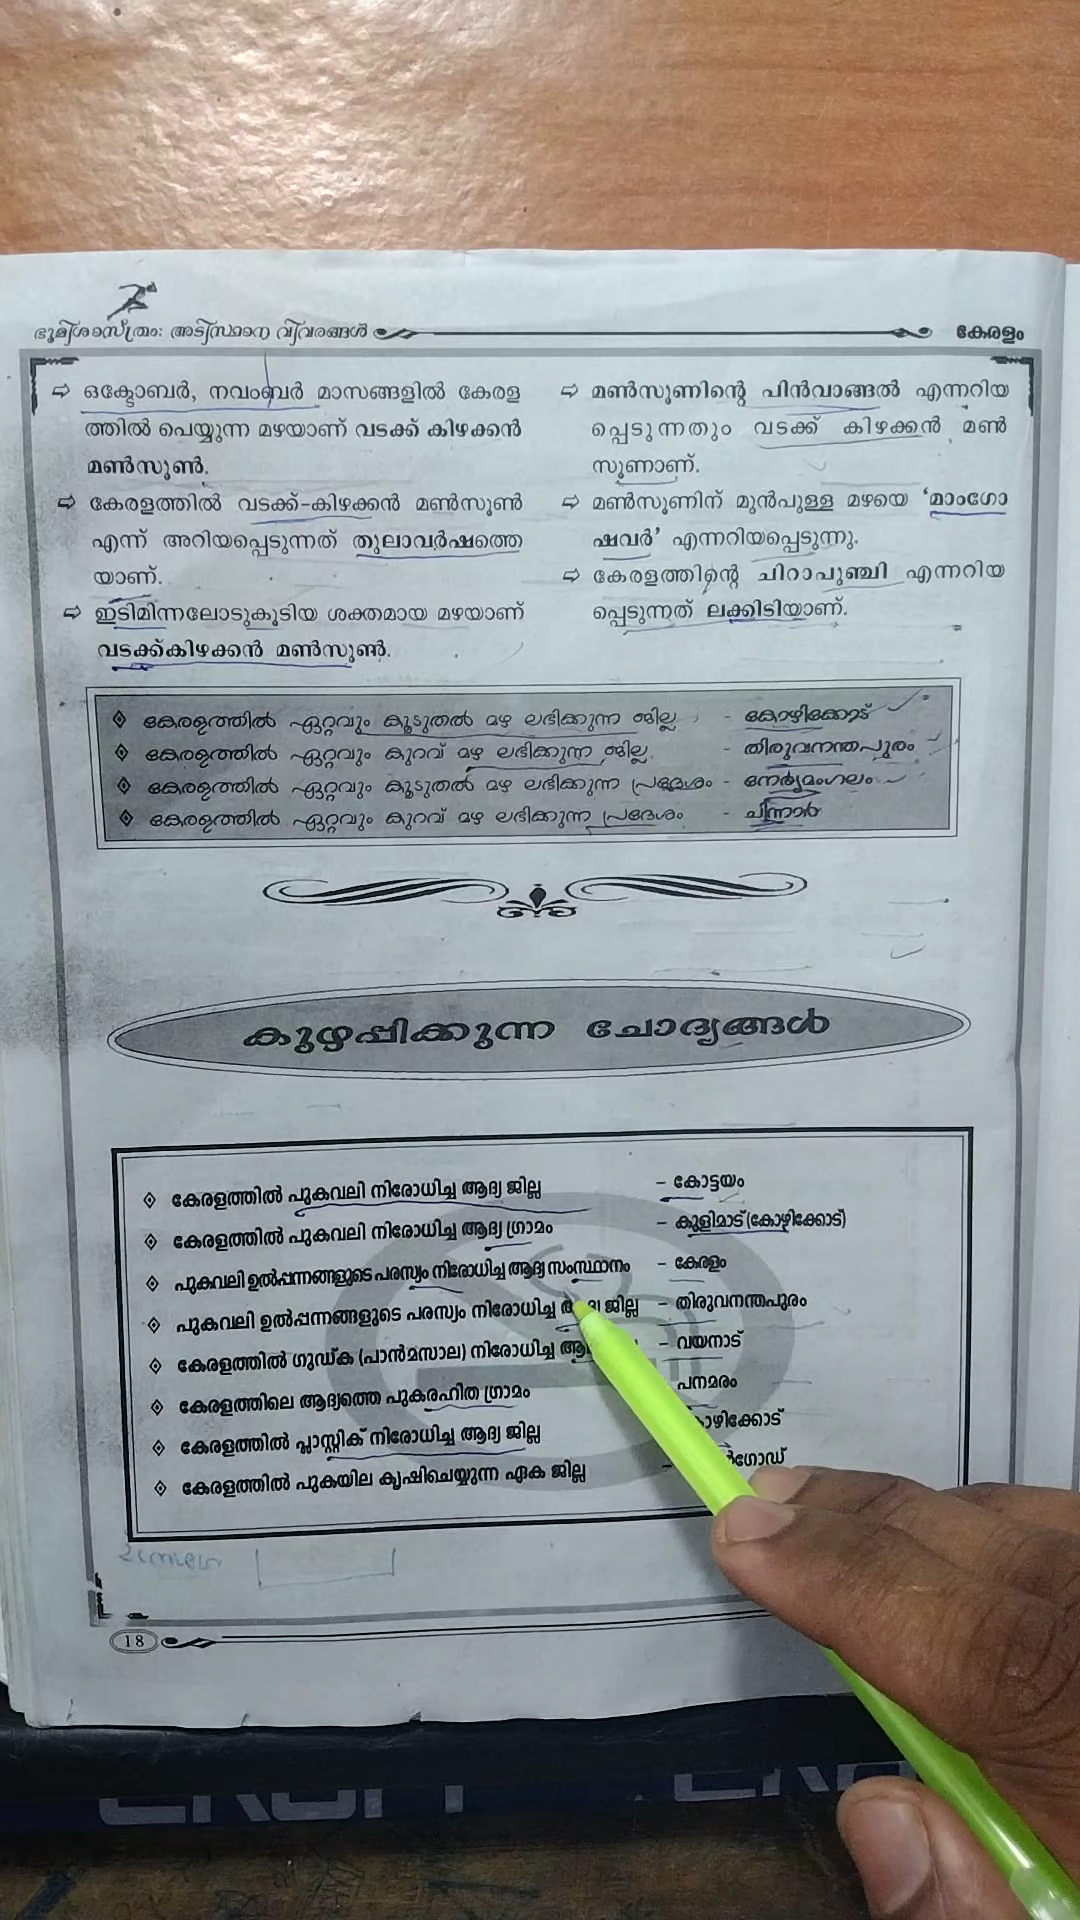 ഭൂമിശാസ്ത്രം: അടിസ്ഥാന വിവരങ്ങൾ
കേരളം
⇨ ഒക്ടോബർ, നവംബർ മാസങ്ങളിൽ കേരള
ത്തിൽ പെയ്യുന്ന മഴയാണ് വടക്ക് കിഴക്കൻ
മൺസൂൺ.
⇨ കേരളത്തിൽ വടക്ക്-കിഴക്കൻ മൺസൂൺ
എന്ന് അറിയപ്പെടുന്നത് തുലാവർഷത്തെ
യാണ്.
⇨ ഇടിമിന്നലോടുകൂടിയ ശക്തമായ മഴയാണ്
വടക്ക്കിഴക്കൻ മൺസൂൺ.
⇨ മൺസൂണിന്റെ പിൻവാങ്ങൽ എന്നറിയ
പ്പെടുന്നതും വടക്ക് കിഴക്കൻ മൺ
സൂണാണ്.
⇨ മൺസൂണിന് മുൻപുള്ള മഴയെ 'മാംഗോ
ഷവർ' എന്നറിയപ്പെടുന്നു.
⇨ കേരളത്തിന്റെ ചിറാപുഞ്ചി എന്നറിയ
പ്പെടുന്നത് ലക്കിടിയാണ്.
കേരളത്തിൽ ഏറ്റവും കൂടുതൽ മഴ ലഭിക്കുന്ന ജില്ല - കോഴിക്കോട്
കേരളത്തിൽ ഏറ്റവും കുറവ് മഴ ലഭിക്കുന്ന ജില്ല - തിരുവനന്തപുരം
കേരളത്തിൽ ഏറ്റവും കൂടുതൽ മഴ ലഭിക്കുന്ന പ്രദേശം - നേര്യമംഗലം
കേരളത്തിൽ ഏറ്റവും കുറവ് മഴ ലഭിക്കുന്ന പ്രദേശം - ചിന്നാർ
കുഴപ്പിക്കുന്ന ചോദ്യങ്ങൾ
കേരളത്തിൽ പുകവലി നിരോധിച്ച ആദ്യ ജില്ല - കോട്ടയം
കേരളത്തിൽ പുകവലി നിരോധിച്ച ആദ്യ ഗ്രാമം - കൂളിമാട് (കോഴിക്കോട്)
പുകവലി ഉൽപ്പന്നങ്ങളുടെ പരസ്യം നിരോധിച്ച ആദ്യ സംസ്ഥാനം - കേരളം
പുകവലി ഉൽപ്പന്നങ്ങളുടെ പരസ്യം നിരോധിച്ച ജില്ല - തിരുവനന്തപുരം
കേരളത്തിൽ ഗുഡ്ക (പാൻമസാല) നിരോധിച്ച - വയനാട്
കേരളത്തിലെ ആദ്യത്തെ പുകരഹിത ഗ്രാമം പനമരം
കേരളത്തിൽ പ്ലാസ്റ്റിക് നിരോധിച്ച ആദ്യ ജില്ല
കേരളത്തിൽ പുകയില കൃഷിചെയ്യുന്ന ഏക ജില്ല -
18